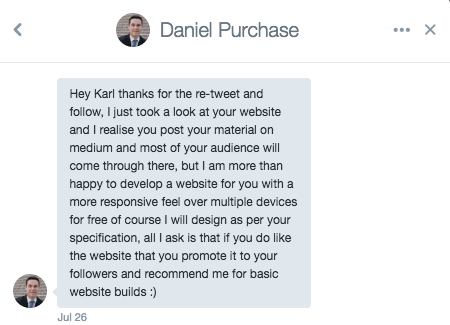 Daniel Purchase
Hey Karl thanks for the re-tweet and
follow, I just took a look at your website
and I realise you post your material on
medium and most of your audience will
come through there, but I am more than
happy to develop a website for you with a
more responsive feel over multiple devices
for free of course I will design as per your
specification, all I ask is that if you do like
the website that you promote it to your
followers and recommend me for basic
website builds :)
Jul 26